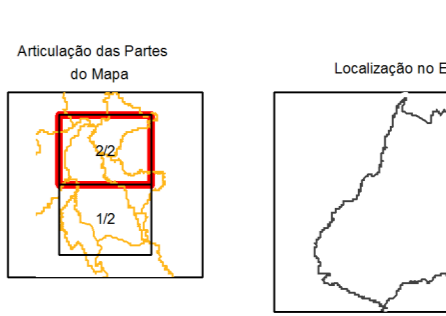 Articulação das Partes
do Mapa
2/2
1/2
Localização no E